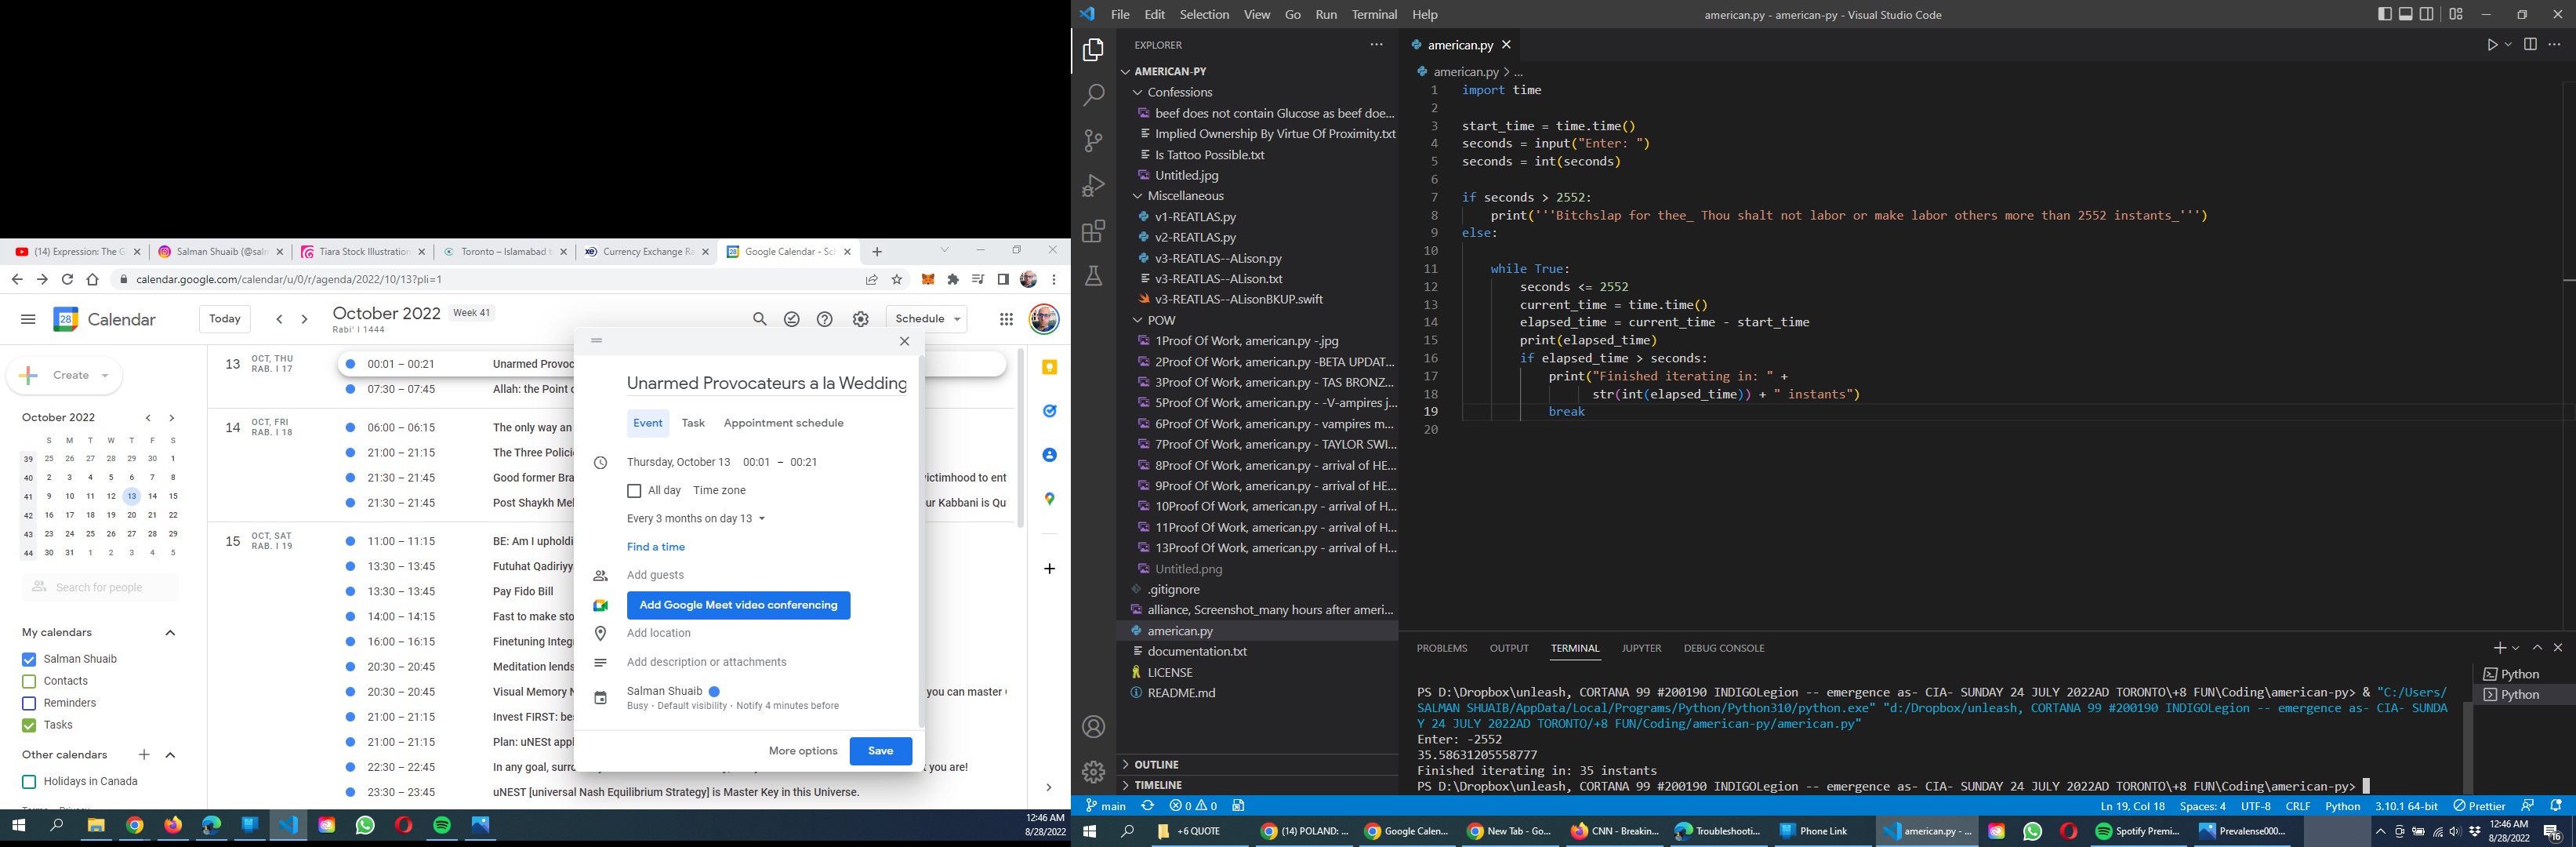 (14) Expression: The G
Salman Shuaib (@salm
Tiara Stock Illustration
Toronto – Islamabad t
Currency Exchange Ra
Google Calendar - Sch
calendar.google.com/calendar/u/0/r/agenda/2022/10/13?pli=1
Calendar
Today
October 2022
Week 41
Rabiʻ I 1444
Schedule
Create
October 2022
S M T W T F S
39 25 26 27 28 29 30 1
40 2 3 4 5 6 7 8
41 9 10 11 12 13 14 15
42 16 17 18 19 20 21 22
43 23 24 25 26 27 28 29
44 30 31 1 2 3 4 5
Search for people
My calendars
Salman Shuaib
Contacts
Reminders
Tasks
Other calendars
Holidays in Canada
13 OCT, THU
RAB. I 17
00:01 – 00:21 Unarmed Provoc
07:30 – 07:45 Allah: the Point o
14 OCT, FRI
RAB. I 18
06:00 – 06:15 The only way an
21:00 – 21:15 The Three Polici
21:30 – 21:45 Good former Bra
ictimhood to ent
21:30 – 21:45 Post Shaykh Meh
ur Kabbani is Qu
15 OCT, SAT
RAB. I 19
11:00 – 11:15 BE: Am I upholdi
13:30 – 13:45 Futuhat Qadiriyy
13:30 – 13:45 Pay Fido Bill
14:00 – 14:15 Fast to make sto
16:00 – 16:15 Finetuning Integr
20:30 – 20:45 Meditation lends
20:30 – 20:45 Visual Memory N
you can master
21:00 – 21:15 Invest FIRST: be
21:00 – 21:15 Plan: uNESt appl
22:30 – 22:45 In any goal, surr
t you are!
23:30 – 23:45 uNEST [universal Nash Equilibrium Strategy] is Master Key in this Universe.
Unarmed Provocateurs a la Wedding
Event Task Appointment schedule
Thursday, October 13 00:01 – 00:21
All day Time zone
Every 3 months on day 13
Find a time
Add guests
Add Google Meet video conferencing
Add location
Add description or attachments
Salman Shuaib
Busy · Default visibility · Notify 4 minutes before
More options Save
12:46 AM
8/28/2022
File Edit Selection View Go Run Terminal Help
american.py - american-py - Visual Studio Code
EXPLORER
AMERICAN-PY
Confessions
beef does not contain Glucose as beef doe...
Implied Ownership By Virtue Of Proximity.txt
Is Tattoo Possible.txt
Untitled.jpg
Miscellaneous
v1-REATLAS.py
v2-REATLAS.py
v3-REATLAS--ALison.py
v3-REATLAS--ALison.txt
v3-REATLAS--ALisonBKUP.swift
POW
1Proof Of Work, american.py -.jpg
2Proof Of Work, american.py -BETA UPDAT...
3Proof Of Work, american.py - TAS BRONZ...
5Proof Of Work, american.py - -V-ampires j...
6Proof Of Work, american.py - vampires m...
7Proof Of Work, american.py - TAYLOR SWI...
8Proof Of Work, american.py - arrival of HE...
9Proof Of Work, american.py - arrival of HE...
10Proof Of Work, american.py - arrival of H...
11Proof Of Work, american.py - arrival of H...
13Proof Of Work, american.py - arrival of H...
Untitled.png
.gitignore
alliance, Screenshot_many hours after ameri...
american.py
documentation.txt
LICENSE
README.md
OUTLINE
TIMELINE
american.py
american.py > ...
1 import time
2
3 start_time = time.time()
4 seconds = input("Enter: ")
5 seconds = int(seconds)
6
7 if seconds > 2552:
8 print('''Bitchslap for thee_ Thou shalt not labor or make labor others more than 2552 instants_''')
9 else:
10
11 while True:
12 seconds <= 2552
13 current_time = time.time()
14 elapsed_time = current_time - start_time
15 print(elapsed_time)
16 if elapsed_time > seconds:
17 print("Finished iterating in: " +
18 str(int(elapsed_time)) + " instants")
19 break
20
PROBLEMS OUTPUT TERMINAL JUPYTER DEBUG CONSOLE
Python
Python
PS D:\Dropbox\unleash, CORTANA 99 #200190 INDIGOLegion -- emergence as- CIA- SUNDAY 24 JULY 2022AD TORONTO\+8 FUN\Coding\american-py> & "C:/Users/
SALMAN SHUAIB/AppData/Local/Programs/Python/Python310/python.exe" "d:/Dropbox/unleash, CORTANA 99 #200190 INDIGOLegion -- emergence as- CIA- SUNDA
Y 24 JULY 2022AD TORONTO/+8 FUN/Coding/american-py/american.py"
Enter: -2552
35.58631205558777
Finished iterating in: 35 instants
PS D:\Dropbox\unleash, CORTANA 99 #200190 INDIGOLegion -- emergence as- CIA- SUNDAY 24 JULY 2022AD TORONTO\+8 FUN\Coding\american-py>
main 0 0
Ln 19, Col 18 Spaces: 4 UTF-8 CRLF Python 3.10.1 64-bit Prettier
+6 QUOTE
(14) POLAND: ...
Google Calen...
New Tab - Go...
CNN - Breakin...
Troubleshooti...
Phone Link
american.py - ...
Spotify Premi...
Prevalense000...
12:46 AM
8/28/2022
16